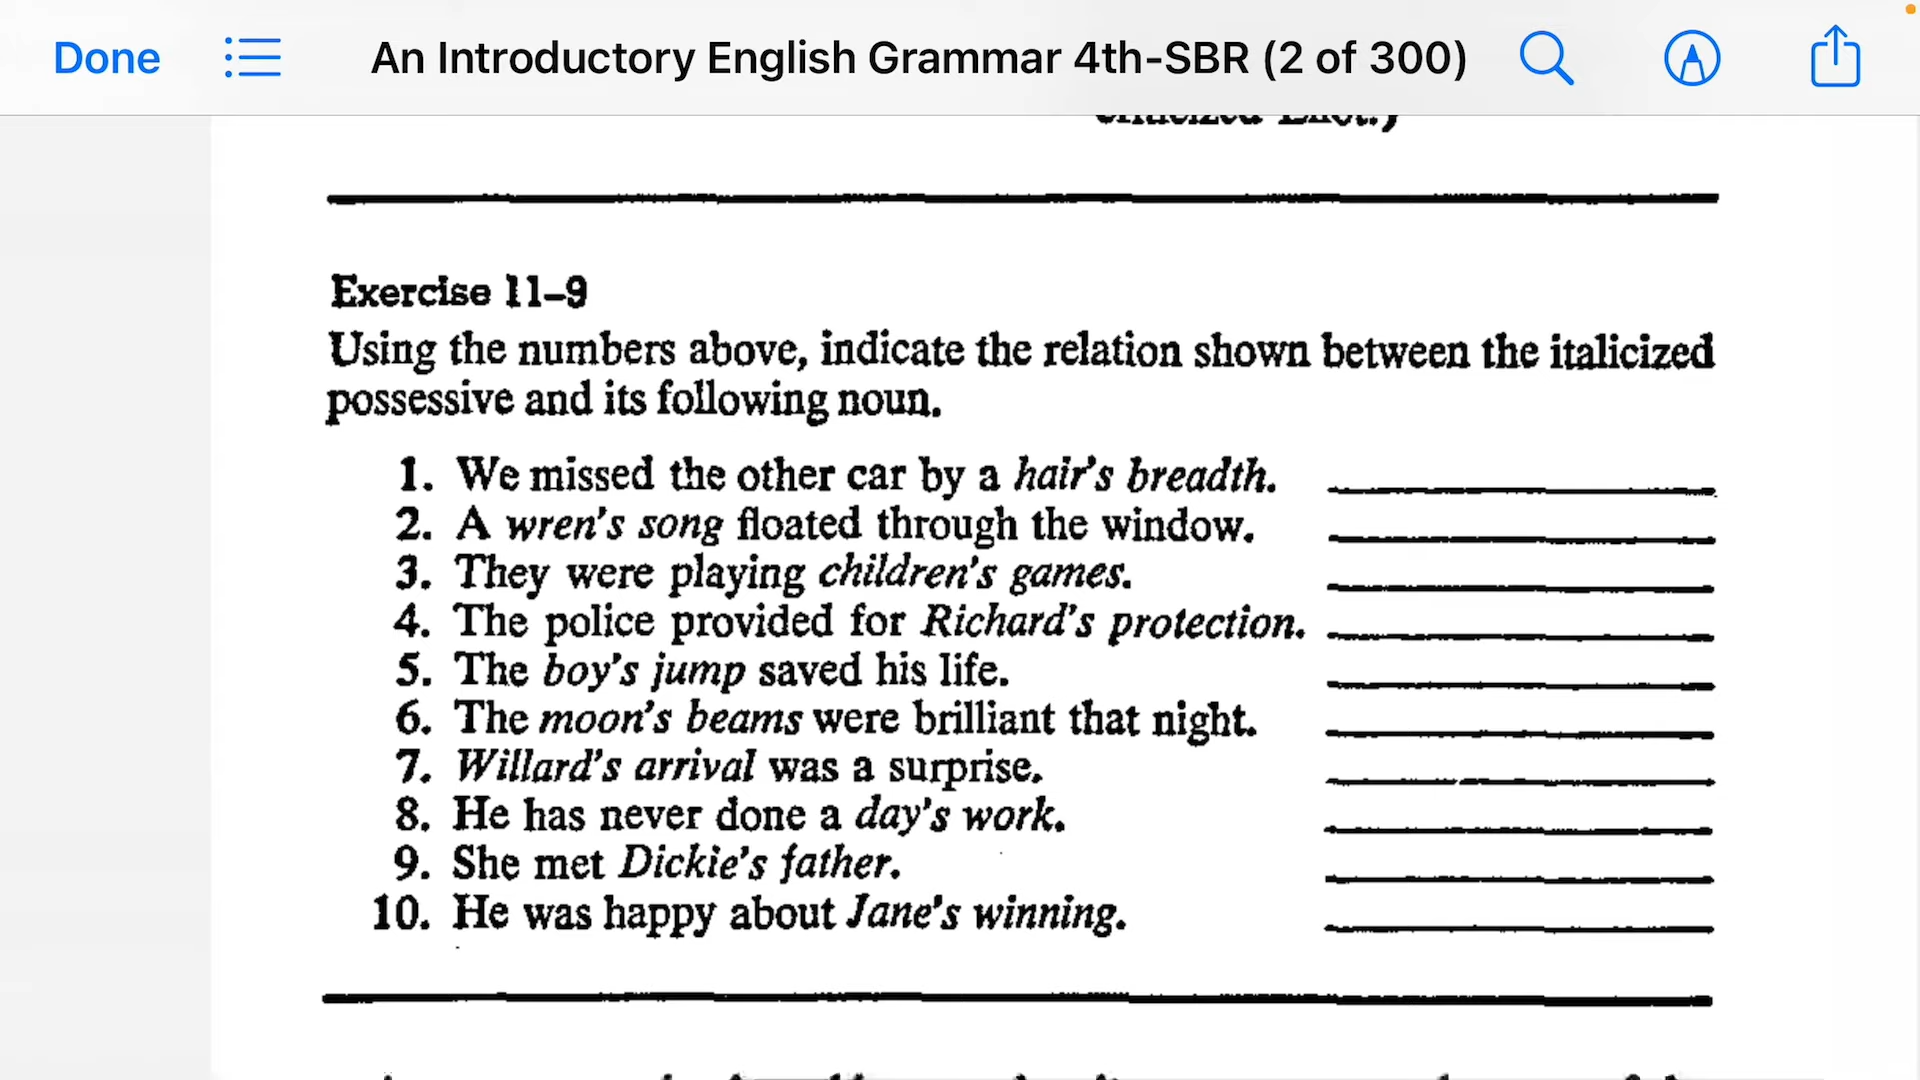 Done
An Introductory English Grammar 4th-SBR (2 of 300)
Exercise 11–9
Using the numbers above, indicate the relation shown between the italicized
possessive and its following noun.
1. We missed the other car by a hair's breadth.
2. A wren's song floated through the window.
3. They were playing children's games.
4. The police provided for Richard's protection.
5. The boy's jump saved his life.
6. The moon's beams were brilliant that night.
7. Willard's arrival was a surprise.
8. He has never done a day's work.
9. She met Dickie's father.
10. He was happy about Jane's winning.